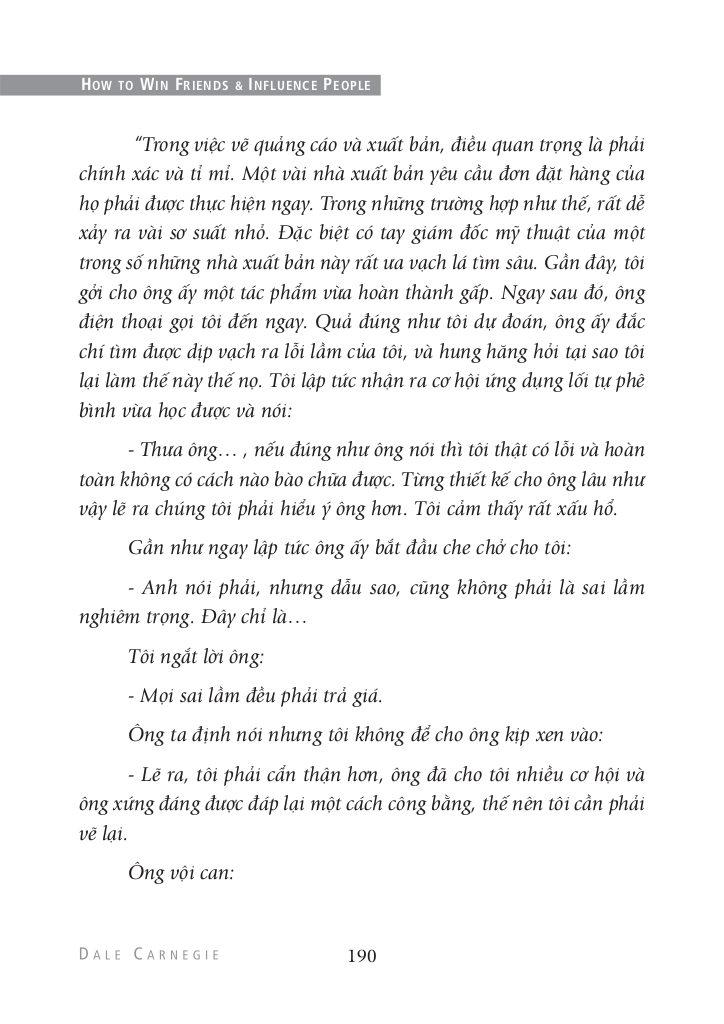 HOW TO WIN FRIENDS & INFLUENCE PEOPLE
“Trong việc vẽ quảng cáo và xuất bản, điều quan trọng là phải
chính xác và tỉ mỉ. Một vài nhà xuất bản yêu cầu đơn đặt hàng của
họ phải được thực hiện ngay. Trong những trường hợp như thế, rất dễ
xảy ra vài sơ suất nhỏ. Đặc biệt có tay giám đốc mỹ thuật của một
trong số những nhà xuất bản này rất ưa vạch lá tìm sâu. Gần đây, tôi
gởi cho ông ấy một tác phẩm vừa hoàn thành gấp. Ngay sau đó, ông
điện thoại gọi tôi đến ngay. Quả đúng như tôi dự đoán, ông ấy đắc
chí tìm được dịp vạch ra lỗi lầm của tôi, và hung hăng hỏi tại sao tôi
lại làm thế này thế nọ. Tôi lập tức nhận ra cơ hội ứng dụng lối tự phê
bình vừa học được và nói:
- Thưa ông… , nếu đúng như ông nói thì tôi thật có lỗi và hoàn
toàn không có cách nào bào chữa được. Từng thiết kế cho ông lâu như
vậy lẽ ra chúng tôi phải hiểu ý ông hơn. Tôi cảm thấy rất xấu hổ.
Gần như ngay lập tức ông ấy bắt đầu che chở cho tôi:
- Anh nói phải, nhưng dẫu sao, cũng không phải là sai lầm
nghiêm trọng. Đây chỉ là…
Tôi ngắt lời ông:
- Mọi sai lầm đều phải trả giá.
Ông ta định nói nhưng tôi không để cho ông kịp xen vào:
- Lẽ ra, tôi phải cẩn thận hơn, ông đã cho tôi nhiều cơ hội và
ông xứng đáng được đáp lại một cách công bằng, thế nên tôi cần phải
vẽ lại.
Ông vội can:
DALE CARNEGIE 190